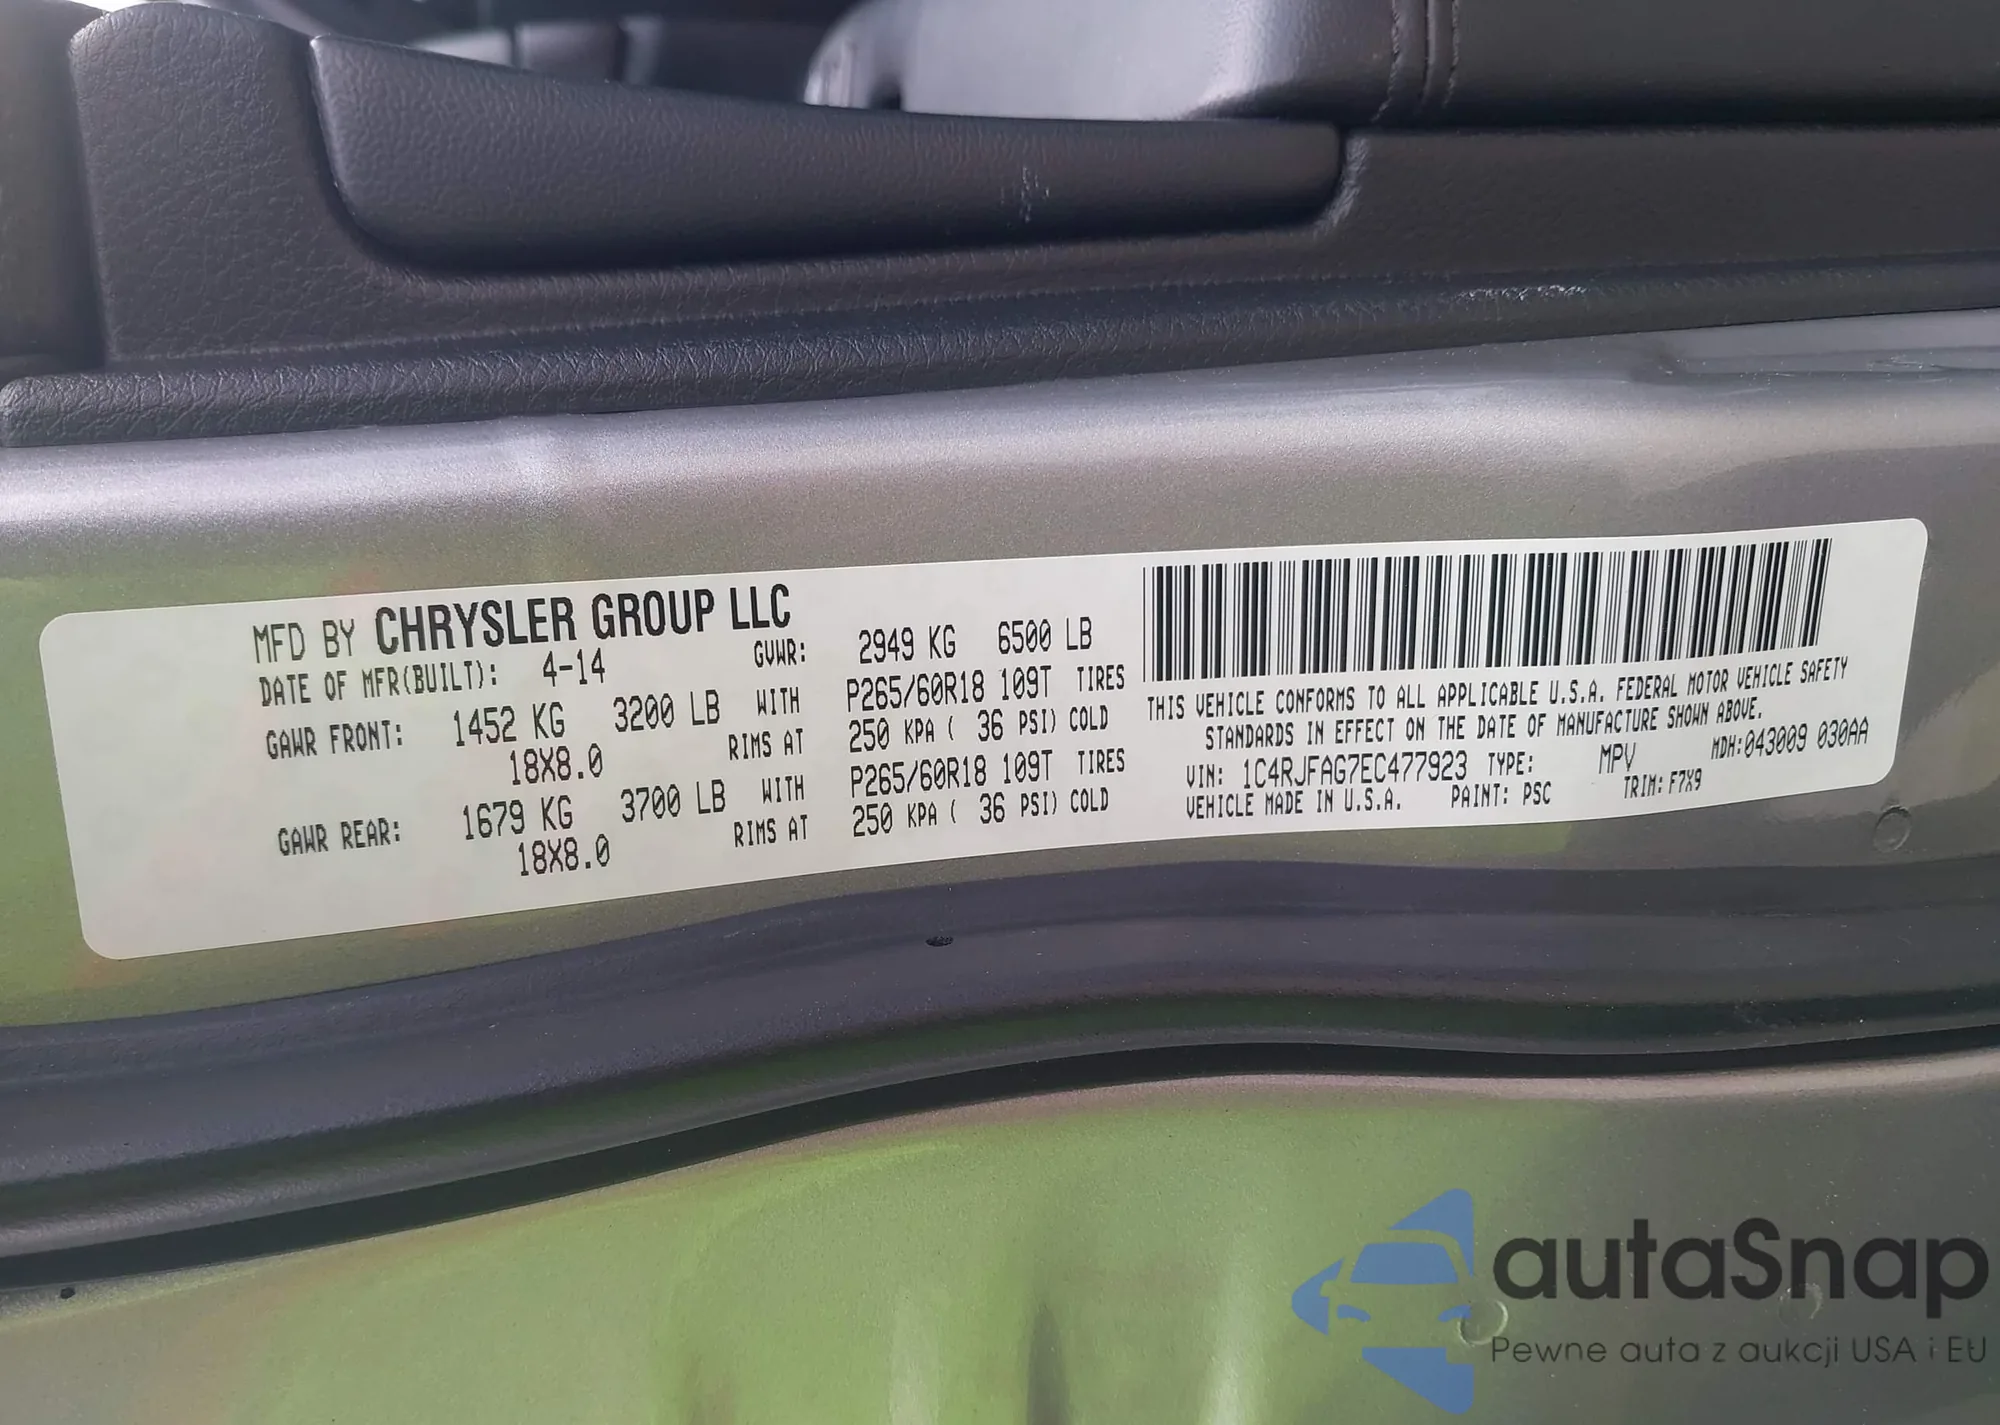 MFD BY CHRYSLER GROUP LLC
DATE OF MFR(BUILT): 4-14 GVWR: 2949 KG 6500 LB
GAWR FRONT: 1452 KG 3200 LB WITH P265/60R18 109T TIRES
18X8.0 RIMS AT 250 KPA ( 36 PSI) COLD
GAWR REAR: 1679 KG 3700 LB WITH P265/60R18 109T TIRES
18X8.0 RIMS AT 250 KPA ( 36 PSI) COLD
THIS VEHICLE CONFORMS TO ALL APPLICABLE U.S.A. FEDERAL MOTOR VEHICLE SAFETY
STANDARDS IN EFFECT ON THE DATE OF MANUFACTURE SHOWN ABOVE.
VIN: 1C4RJFAG7EC477923 TYPE: MPV MDH:043009 030AA
VEHICLE MADE IN U.S.A. PAINT: PSC TRIM: F7X9
autaSnap
Pewne auta z aukcji USA i EU